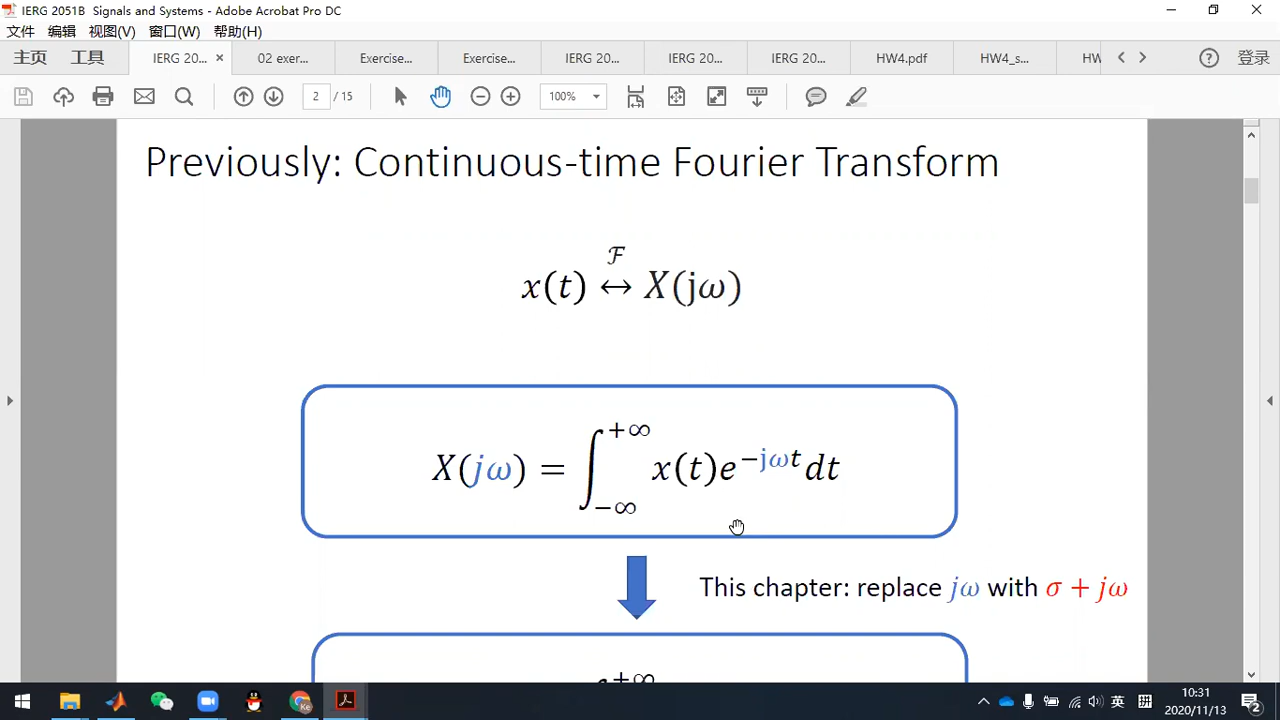 IERG 2051B Signals and Systems - Adobe Acrobat Pro DC
文件 编辑 视图(V) 窗口(W) 帮助(H)
主页 工具 IERG 20... × 02 exer... Exercise... Exercise... IERG 20... IERG 20... IERG 20... HW4.pdf HW4_s... HW 登录
2 / 15 100%
Previously: Continuous-time Fourier Transform
ℱ
x(t) ↔ X(jω)
X(jω) = ∫_{−∞}^{+∞} x(t)e^{−jωt}dt
This chapter: replace jω with σ + jω
+∞
英 拼 10:31
2020/11/13 2